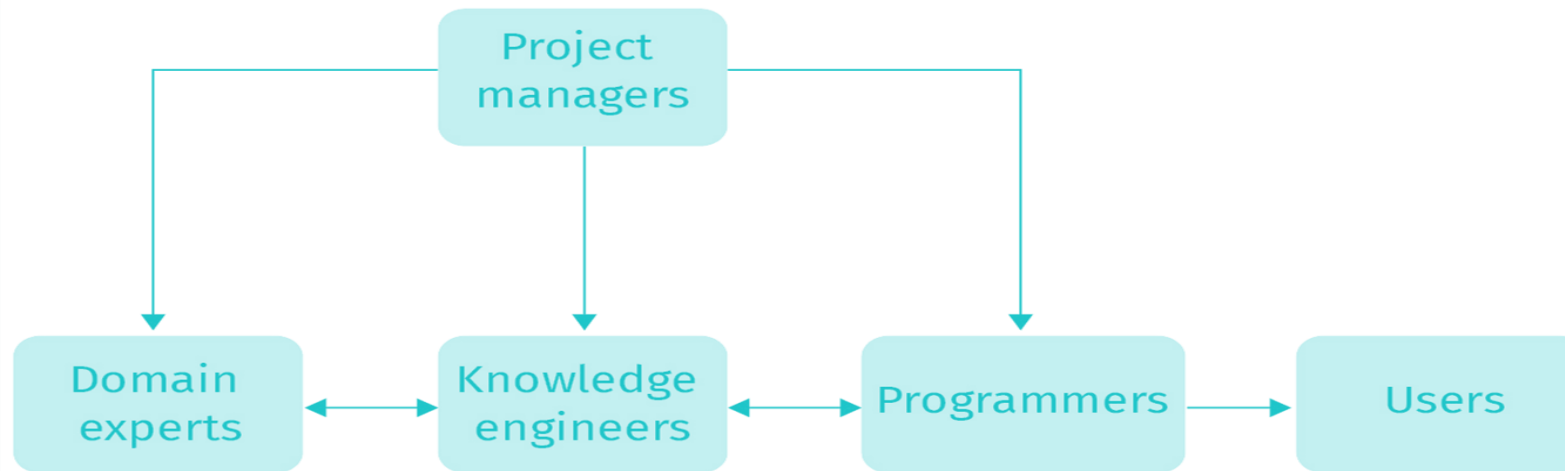 Project
managers
Domain
experts
Knowledge
engineers
Programmers
Users